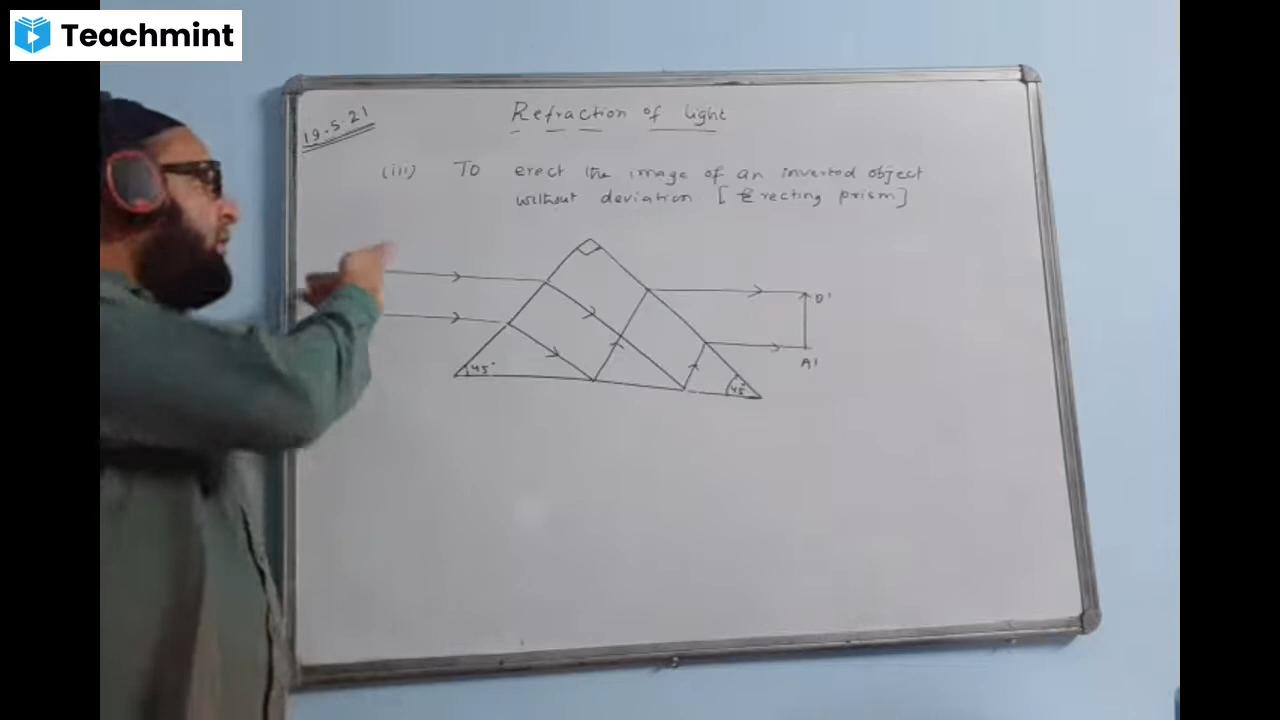 Teachmint
19.5.21
Refraction of light
(iii) To erect the image of an inverted object
without deviation [Erecting prism]
O'
A'
45°
45°